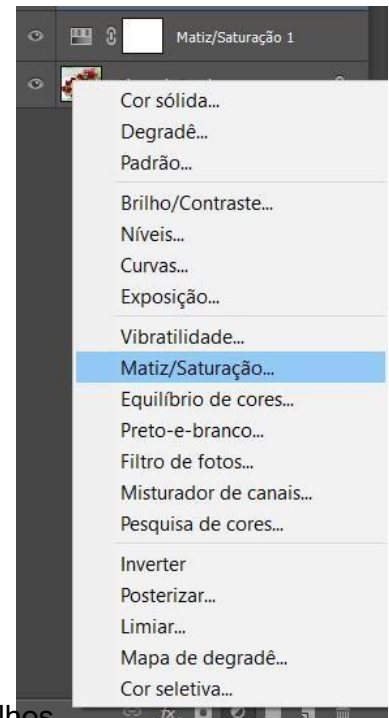 Matiz/Saturação 1
Cor sólida...
Degradê...
Padrão...
Brilho/Contraste...
Níveis...
Curvas...
Exposição...
Vibratilidade...
Matiz/Saturação...
Equilíbrio de cores...
Preto-e-branco...
Filtro de fotos...
Misturador de canais...
Pesquisa de cores...
Inverter
Posterizar...
Limiar...
Mapa de degradê...
Cor seletiva...
fx